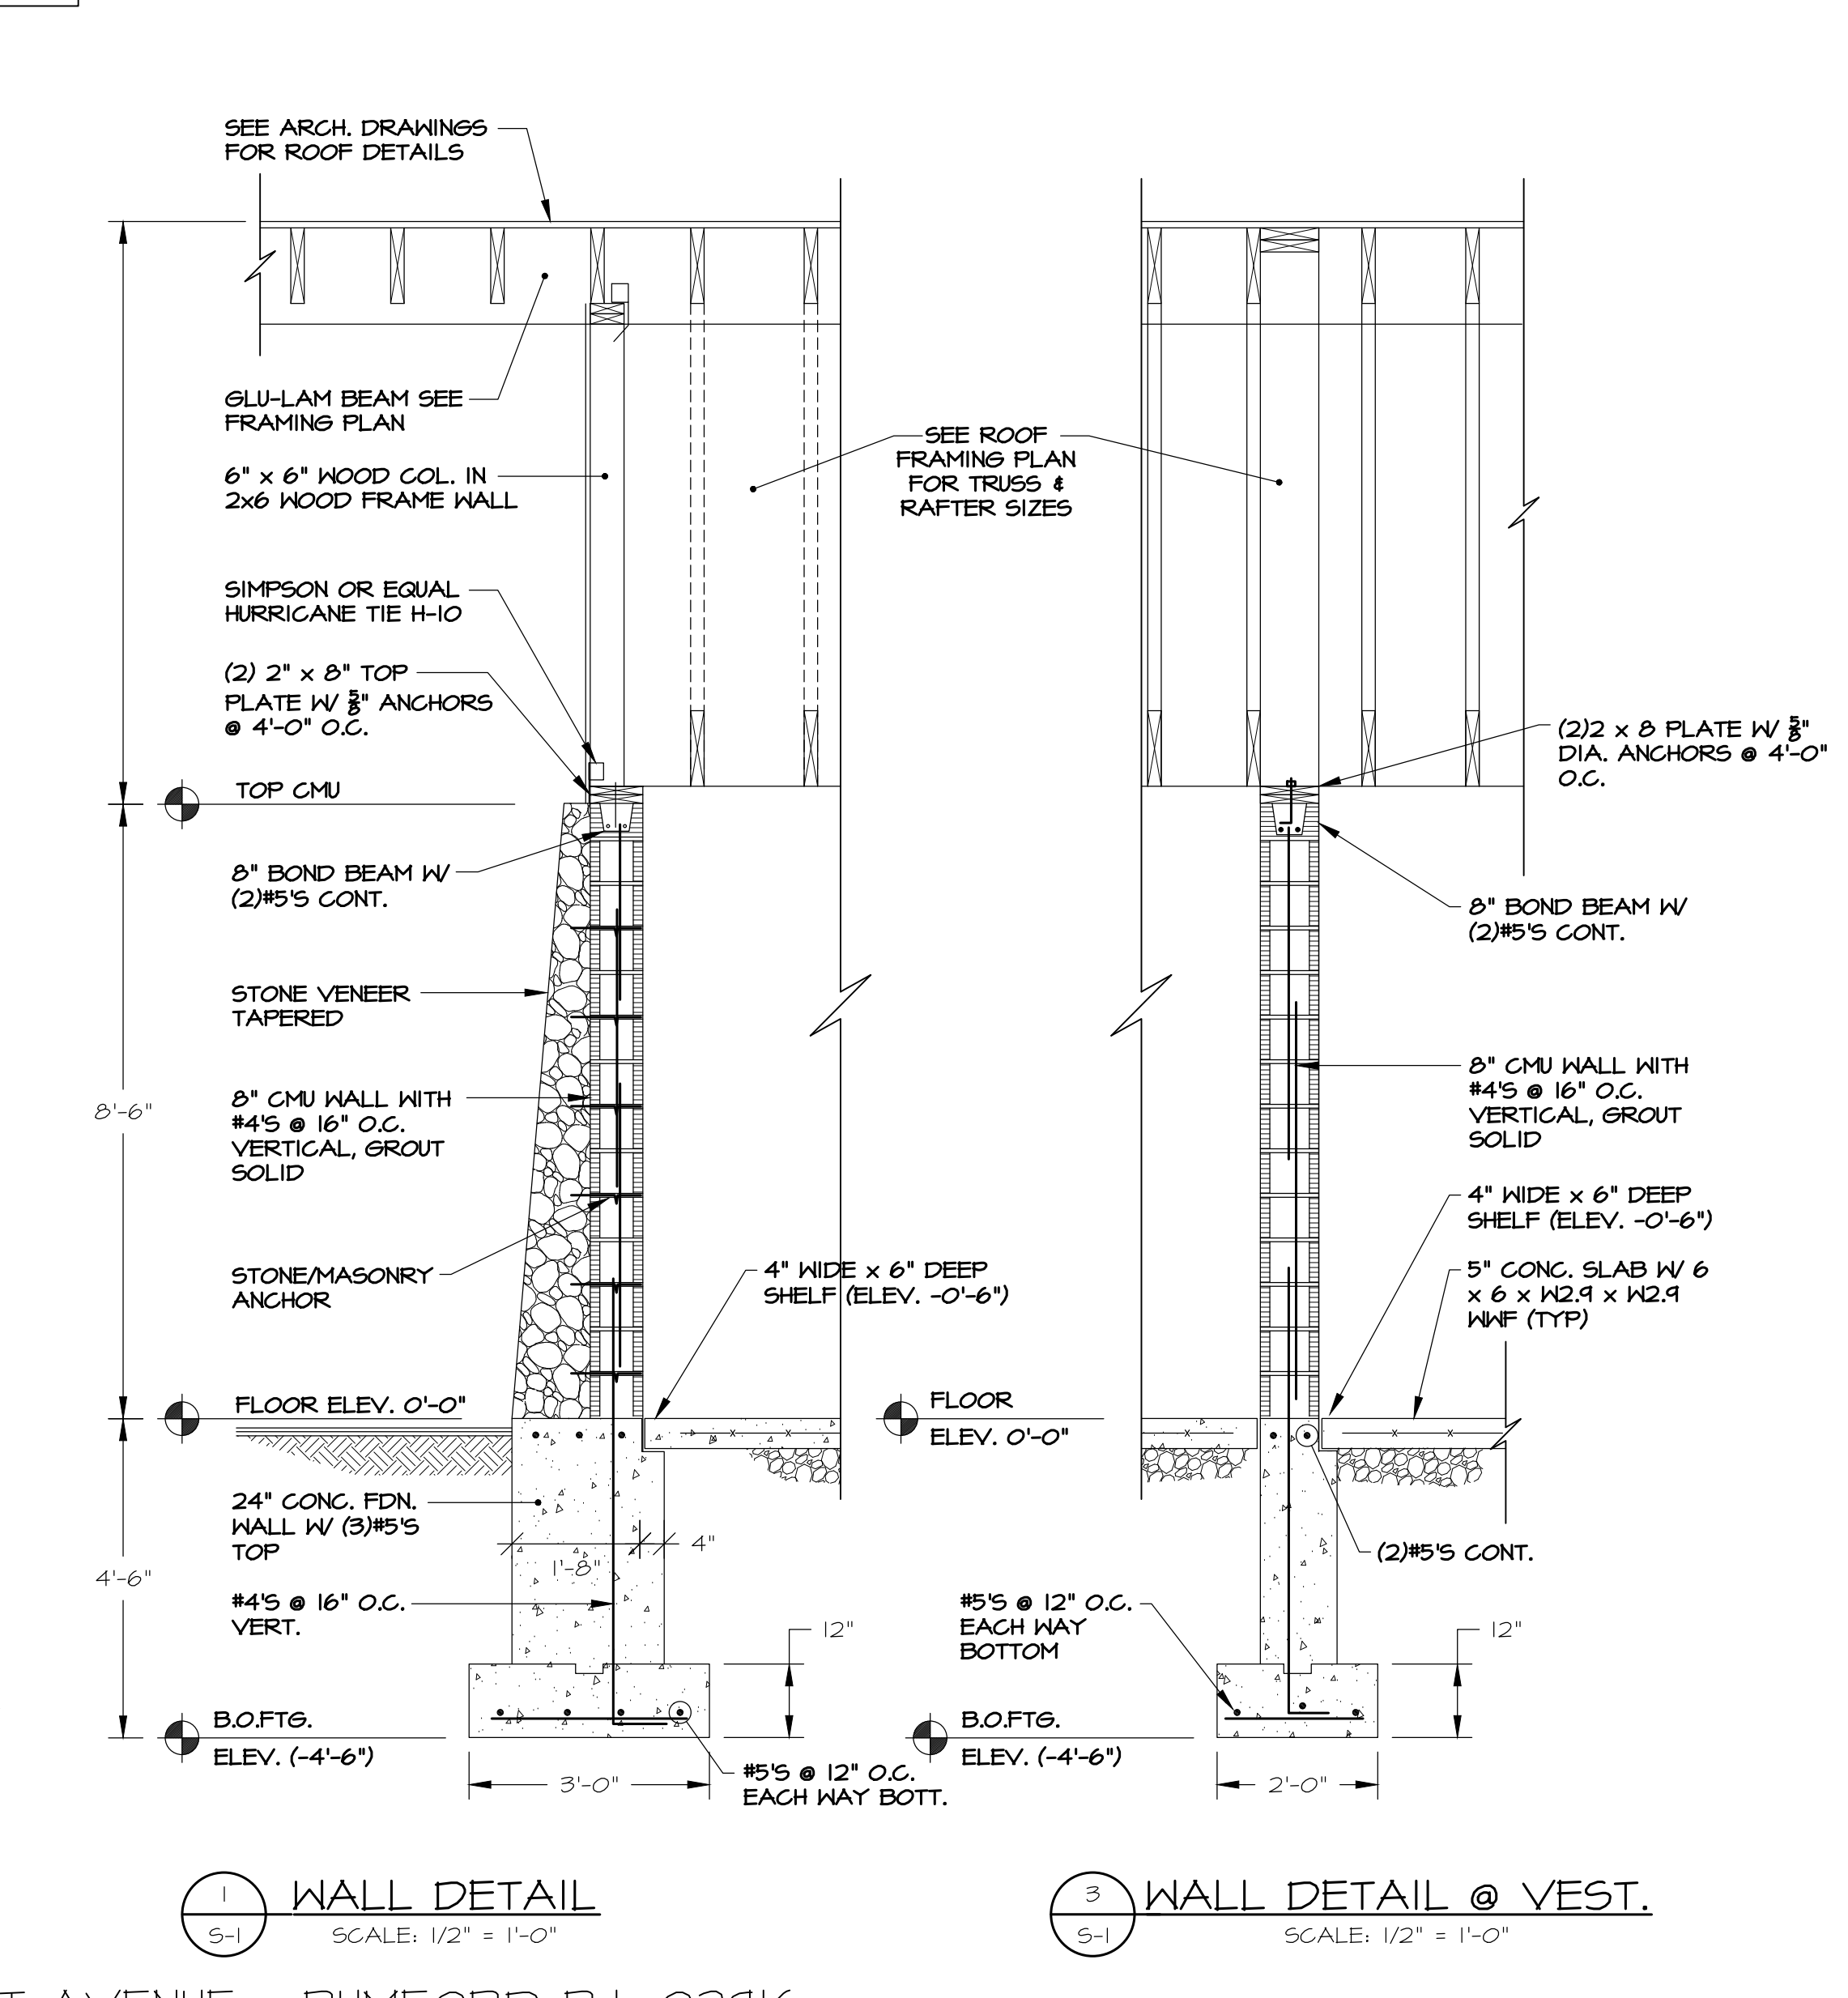 SEE ARCH. DRAWINGS
FOR ROOF DETAILS
GLU-LAM BEAM SEE
FRAMING PLAN
6" x 6" WOOD COL. IN
2x6 WOOD FRAME WALL
SIMPSON OR EQUAL
HURRICANE TIE H-10
(2) 2" x 8" TOP
PLATE W/ 5/8" ANCHORS
@ 4'-0" O.C.
TOP CMU
8" BOND BEAM W/
(2)#5'S CONT.
STONE VENEER
TAPERED
8'-6"
8" CMU WALL WITH
#4'S @ 16" O.C.
VERTICAL, GROUT
SOLID
STONE/MASONRY
ANCHOR
4" WIDE x 6" DEEP
SHELF (ELEV. -0'-6")
FLOOR ELEV. 0'-0"
24" CONC. FDN.
WALL W/ (3)#5'S
TOP
4'-6"
1'-8"
4"
#4'S @ 16" O.C.
VERT.
12"
B.O.FTG.
ELEV. (-4'-6")
3'-0"
#5'S @ 12" O.C.
EACH WAY BOTT.
1
S-1
WALL DETAIL
SCALE: 1/2" = 1'-0"
SEE ROOF
FRAMING PLAN
FOR TRUSS &
RAFTER SIZES
(2)2 x 8 PLATE W/ 5/8"
DIA. ANCHORS @ 4'-0"
O.C.
8" BOND BEAM W/
(2)#5'S CONT.
8" CMU WALL WITH
#4'S @ 16" O.C.
VERTICAL, GROUT
SOLID
4" WIDE x 6" DEEP
SHELF (ELEV. -0'-6")
5" CONC. SLAB W/ 6
x 6 x W2.9 x W2.9
WWF (TYP)
FLOOR
ELEV. 0'-0"
(2)#5'S CONT.
#5'S @ 12" O.C.
EACH WAY
BOTTOM
12"
B.O.FTG.
ELEV. (-4'-6")
2'-0"
3
S-1
WALL DETAIL @ VEST.
SCALE: 1/2" = 1'-0"
AVENUE